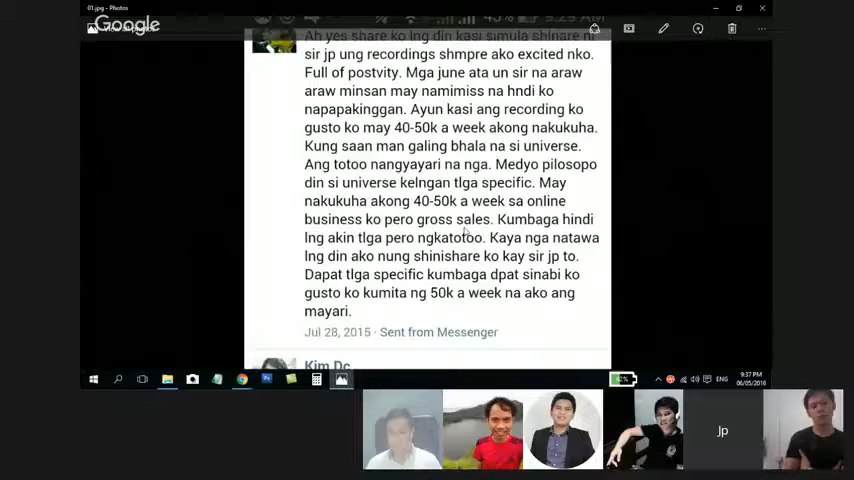 01.jpg - Photos
Google
43% 9:29 AM
Ah yes share ko lng din kasi simula shinare ni
sir jp ung recordings shmpre ako excited nko.
Full of postvity. Mga june ata un sir na araw
araw minsan may namimiss na hndi ko
napapakinggan. Ayun kasi ang recording ko
gusto ko may 40-50k a week akong nakukuha.
Kung saan man galing bhala na si universe.
Ang totoo nangyayari na nga. Medyo pilosopo
din si universe kelngan tlga specific. May
nakukuha akong 40-50k a week sa online
business ko pero gross sales. Kumbaga hindi
lng akin tlga pero ngkatotoo. Kaya nga natawa
lng din ako nung shinishare ko kay sir jp to.
Dapat tlga specific kumbaga dpat sinabi ko
gusto ko kumita ng 50k a week na ako ang
mayari.
Jul 28, 2015 · Sent from Messenger
Kim Dc
ENG
9:37 PM
06/05/2016
Jp